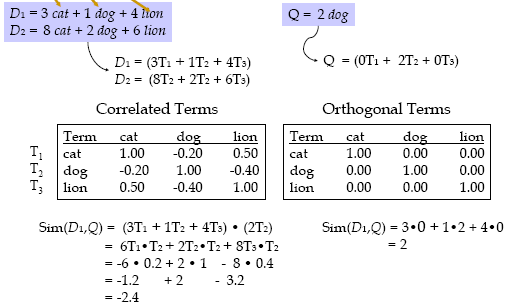 D₁ = 3 cat + 1 dog + 4 lion
D₂ = 8 cat + 2 dog + 6 lion
Q = 2 dog
D₁ = (3T₁ + 1T₂ + 4T₃)
D₂ = (8T₂ + 2T₂ + 6T₃)
Q = (0T₁ + 2T₂ + 0T₃)
Correlated Terms
Term cat dog lion
T₁ cat 1.00 -0.20 0.50
T₂ dog -0.20 1.00 -0.40
T₃ lion 0.50 -0.40 1.00
Orthogonal Terms
Term cat dog lion
cat 1.00 0.00 0.00
dog 0.00 1.00 0.00
lion 0.00 0.00 1.00
Sim(D₁,Q) = (3T₁ + 1T₂ + 4T₃) • (2T₂)
= 6T₁•T₂ + 2T₂•T₂ + 8T₃•T₂
= -6 • 0.2 + 2 • 1 - 8 • 0.4
= -1.2 + 2 - 3.2
= -2.4
Sim(D₁,Q) = 3•0 + 1•2 + 4•0
= 2